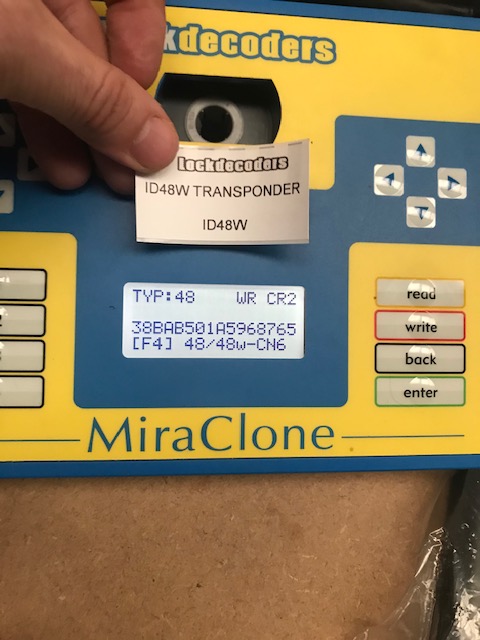 kdecoders
Lockdecoders
ID48W TRANSPONDER
ID48W
TYP:48 WR CR2
38BAB501A5968765
[F4] 48/48w-CN6
read
write
back
enter
MiraClone